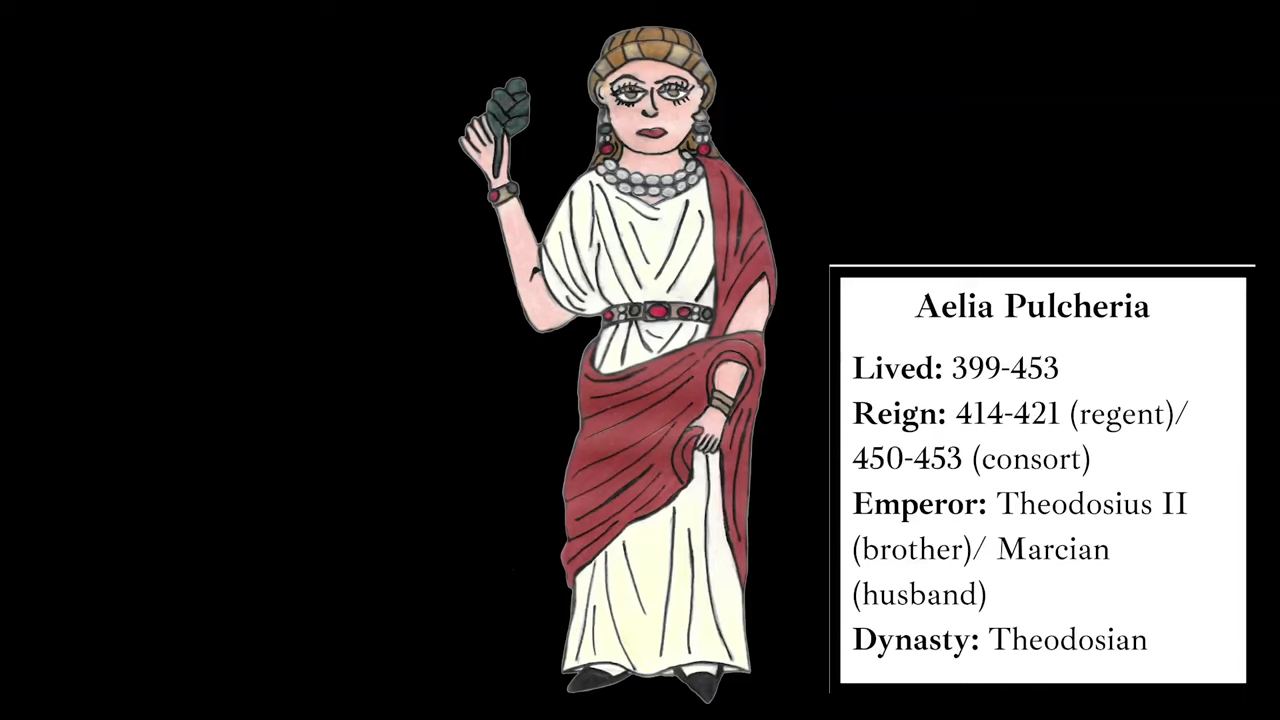 Aelia Pulcheria
Lived: 399-453
Reign: 414-421 (regent)/
450-453 (consort)
Emperor: Theodosius II
(brother)/ Marcian
(husband)
Dynasty: Theodosian